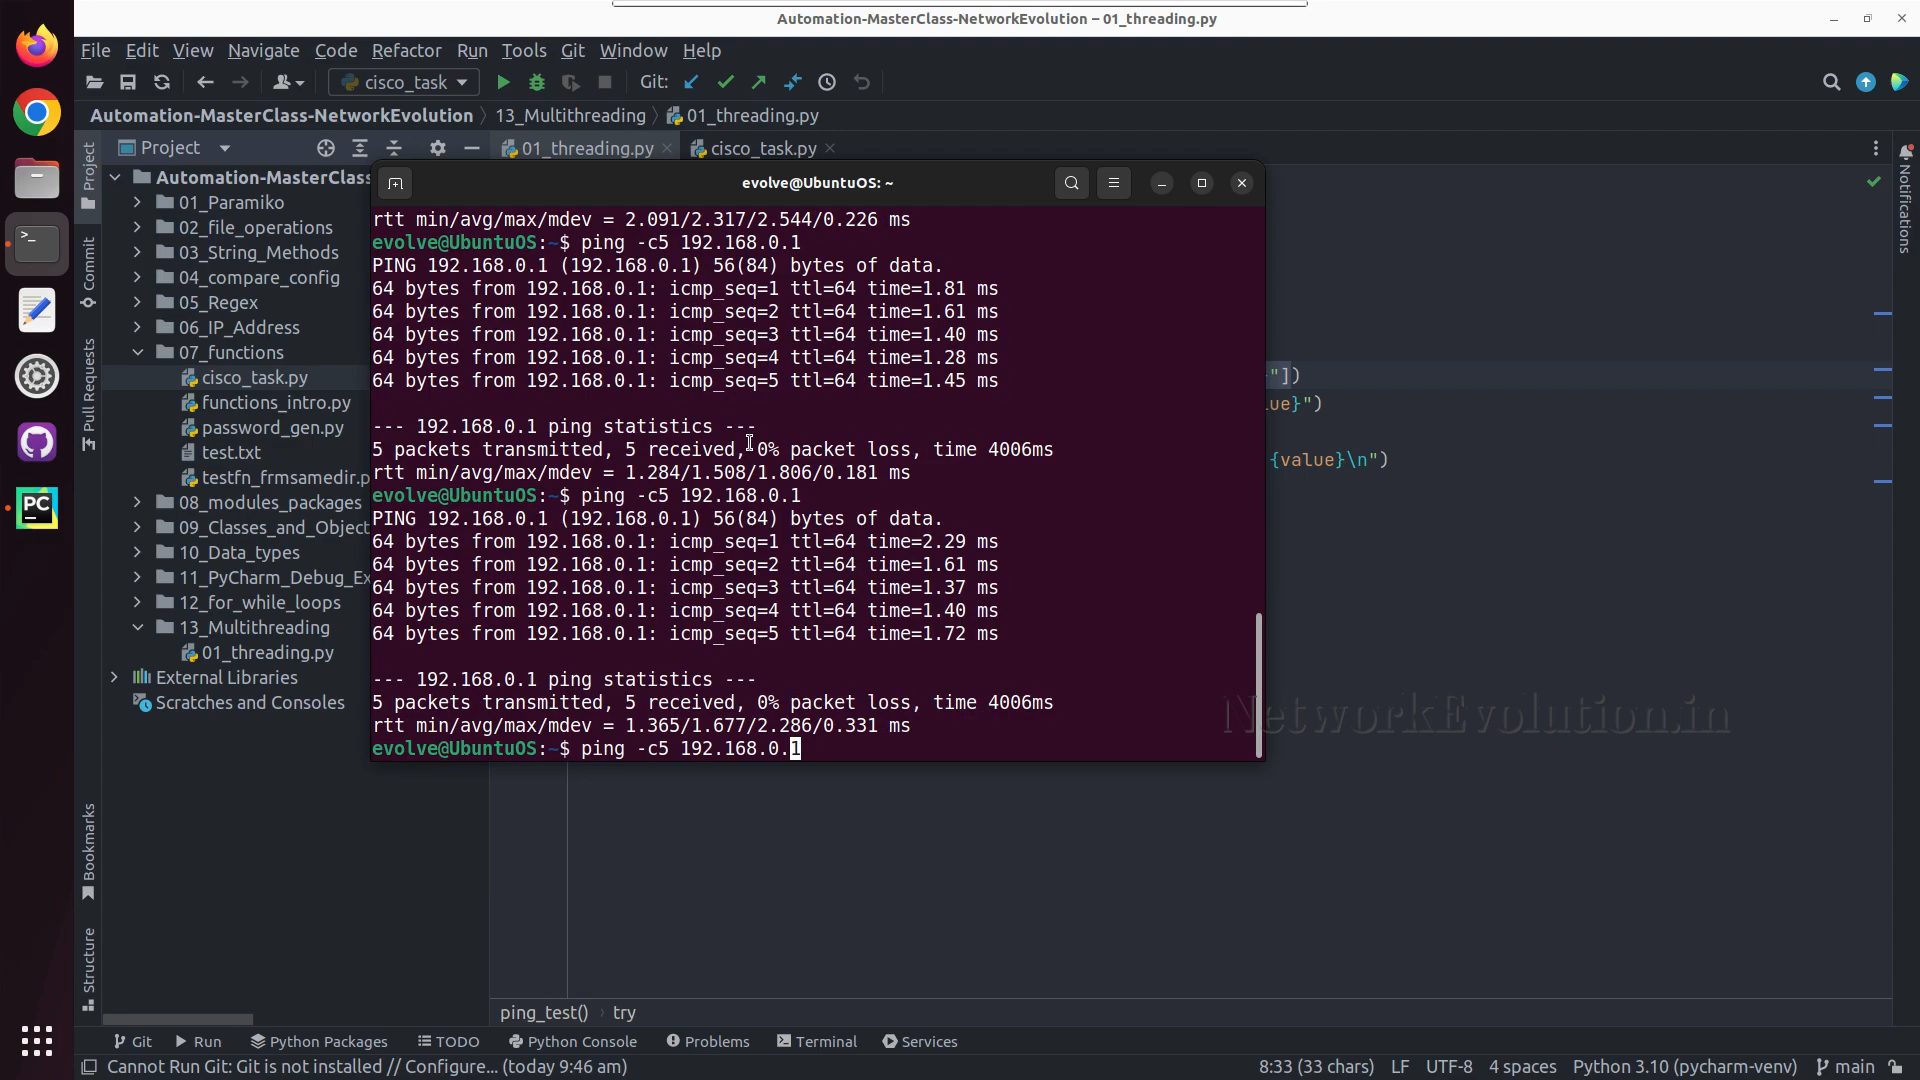 Automation-MasterClass-NetworkEvolution – 01_threading.py
File Edit View Navigate Code Refactor Run Tools Git Window Help
cisco_task Git:
Automation-MasterClass-NetworkEvolution 13_Multithreading 01_threading.py
Project
01_threading.py
cisco_task.py
Project
Commit
Pull Requests
Bookmarks
Structure
Notifications
Automation-MasterClass
01_Paramiko
02_file_operations
03_String_Methods
04_compare_config
05_Regex
06_IP_Address
07_functions
cisco_task.py
functions_intro.py
password_gen.py
test.txt
testfn_frmsamedir.p
08_modules_packages
09_Classes_and_Object
10_Data_types
11_PyCharm_Debug_Ex
12_for_while_loops
13_Multithreading
01_threading.py
External Libraries
Scratches and Consoles
evolve@UbuntuOS: ~
rtt min/avg/max/mdev = 2.091/2.317/2.544/0.226 ms
evolve@UbuntuOS:~$ ping -c5 192.168.0.1
PING 192.168.0.1 (192.168.0.1) 56(84) bytes of data.
64 bytes from 192.168.0.1: icmp_seq=1 ttl=64 time=1.81 ms
64 bytes from 192.168.0.1: icmp_seq=2 ttl=64 time=1.61 ms
64 bytes from 192.168.0.1: icmp_seq=3 ttl=64 time=1.40 ms
64 bytes from 192.168.0.1: icmp_seq=4 ttl=64 time=1.28 ms
64 bytes from 192.168.0.1: icmp_seq=5 ttl=64 time=1.45 ms
--- 192.168.0.1 ping statistics ---
5 packets transmitted, 5 received, 0% packet loss, time 4006ms
rtt min/avg/max/mdev = 1.284/1.508/1.806/0.181 ms
evolve@UbuntuOS:~$ ping -c5 192.168.0.1
PING 192.168.0.1 (192.168.0.1) 56(84) bytes of data.
64 bytes from 192.168.0.1: icmp_seq=1 ttl=64 time=2.29 ms
64 bytes from 192.168.0.1: icmp_seq=2 ttl=64 time=1.61 ms
64 bytes from 192.168.0.1: icmp_seq=3 ttl=64 time=1.37 ms
64 bytes from 192.168.0.1: icmp_seq=4 ttl=64 time=1.40 ms
64 bytes from 192.168.0.1: icmp_seq=5 ttl=64 time=1.72 ms
--- 192.168.0.1 ping statistics ---
5 packets transmitted, 5 received, 0% packet loss, time 4006ms
rtt min/avg/max/mdev = 1.365/1.677/2.286/0.331 ms
evolve@UbuntuOS:~$ ping -c5 192.168.0.1
"])
ue}")
{value}\n")
NetworkEvolution.in
ping_test() try
Git Run Python Packages TODO Python Console Problems Terminal Services
Cannot Run Git: Git is not installed // Configure... (today 9:46 am) 8:33 (33 chars) LF UTF-8 4 spaces Python 3.10 (pycharm-venv) main
PC